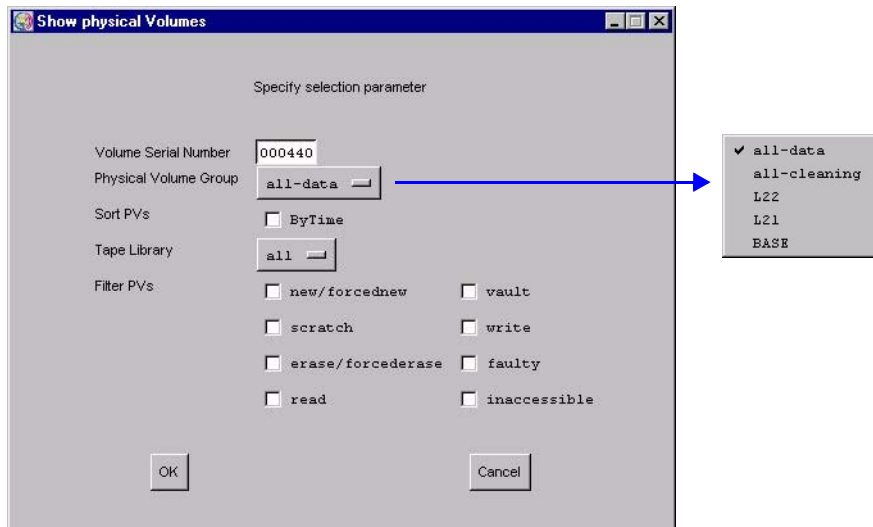 Show physical Volumes
Specify selection parameter
Volume Serial Number 000440
Physical Volume Group all-data
Sort PVs ByTime
Tape Library all
Filter PVs new/forcednew vault
scratch write
erase/forcederase faulty
read inaccessible
OK Cancel
all-data
all-cleaning
L22
L21
BASE